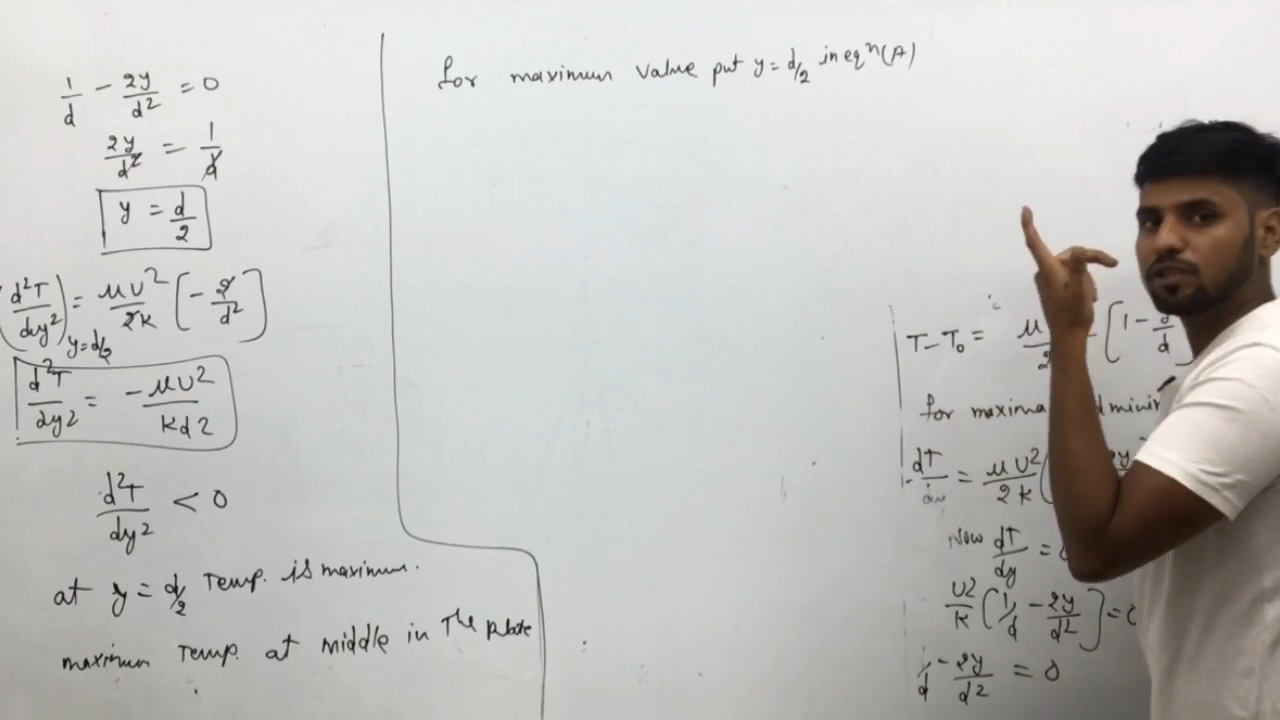 1/d - 2y/d² = 0
2y/d² = 1/d
y = d/2
(d²T/dy²)y=d/2 = μU²/2k [- 2/d²]
d²T/dy² = -μU²/kd2
d²T/dy² < 0
at y = d/2 Temp. is maximum.
maximum Temp. at middle in The plate
for maximum value put y = d/2 in eqⁿ(A)
T-T₀ = μ [1 - /d]
for maxima
dT = μU²/2k (
Now dT/dy =
U²/k [1/d - 2y/d²] = 0
1/d - 2y/d² = 0